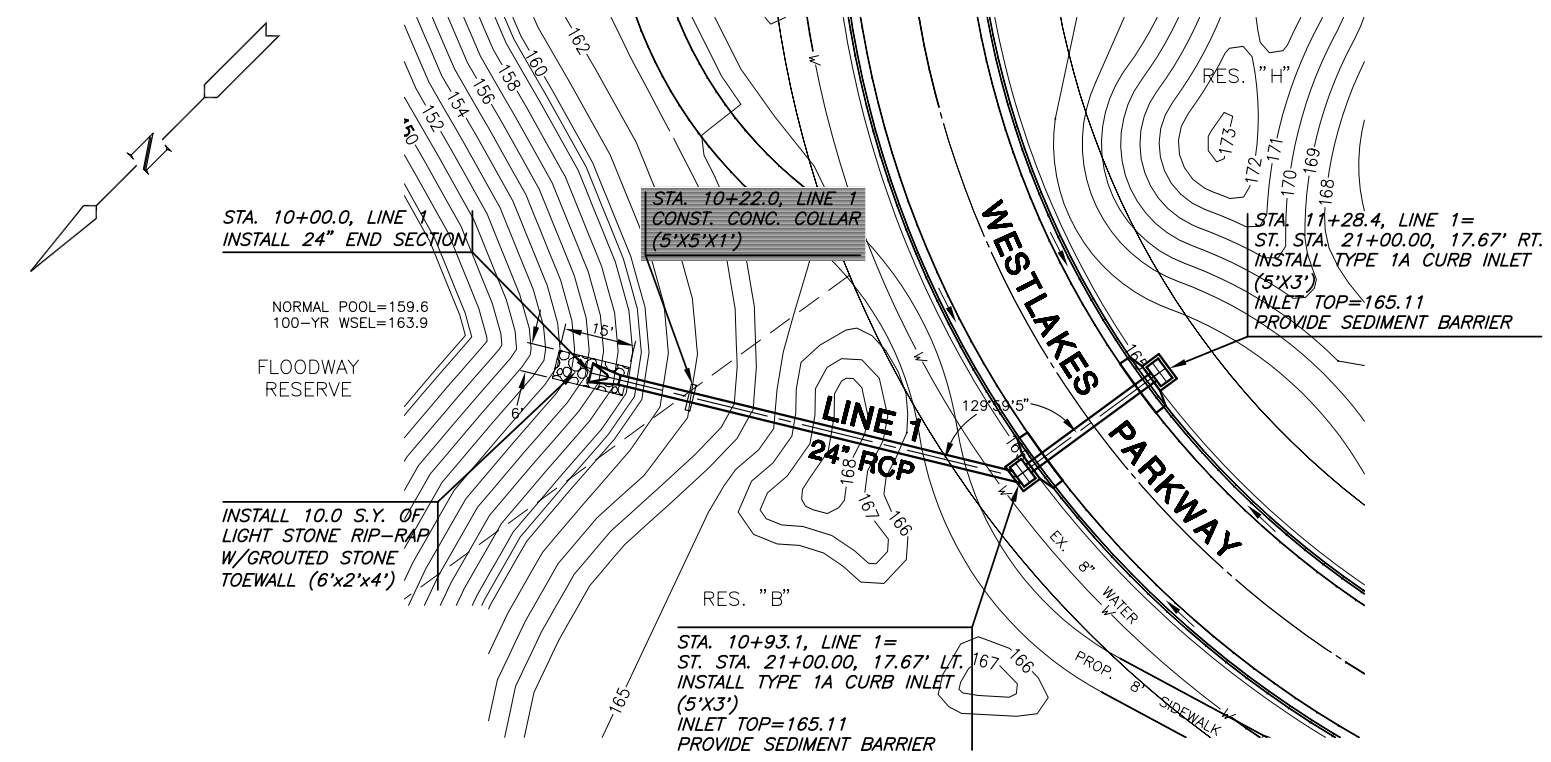 162
160
158
156
154
152
150
N
W
RES. "H"
173
172
171
170
169
168
STA. 10+00.0, LINE 1
INSTALL 24" END SECTION
STA. 10+22.0, LINE 1
CONST. CONC. COLLAR
(5'X5'X1')
STA. 11+28.4, LINE 1=
ST. STA. 21+00.00, 17.67' RT.
INSTALL TYPE 1A CURB INLET
(5'X3')
INLET TOP=165.11
PROVIDE SEDIMENT BARRIER
WESTLAKES
PARKWAY
NORMAL POOL=159.6
100-YR WSEL=163.9
FLOODWAY
RESERVE
15'
6'
W
LINE 1
24" RCP
129°59'5"
168
167
166
W
INSTALL 10.0 S.Y. OF
LIGHT STONE RIP-RAP
W/GROUTED STONE
TOEWALL (6'x2'x4')
EX. 8" WATER
W
RES. "B"
STA. 10+93.1, LINE 1=
ST. STA. 21+00.00, 17.67' LT.
INSTALL TYPE 1A CURB INLET
(5'X3')
INLET TOP=165.11
PROVIDE SEDIMENT BARRIER
167
166
165
PROP. 8' SIDEWALK
W